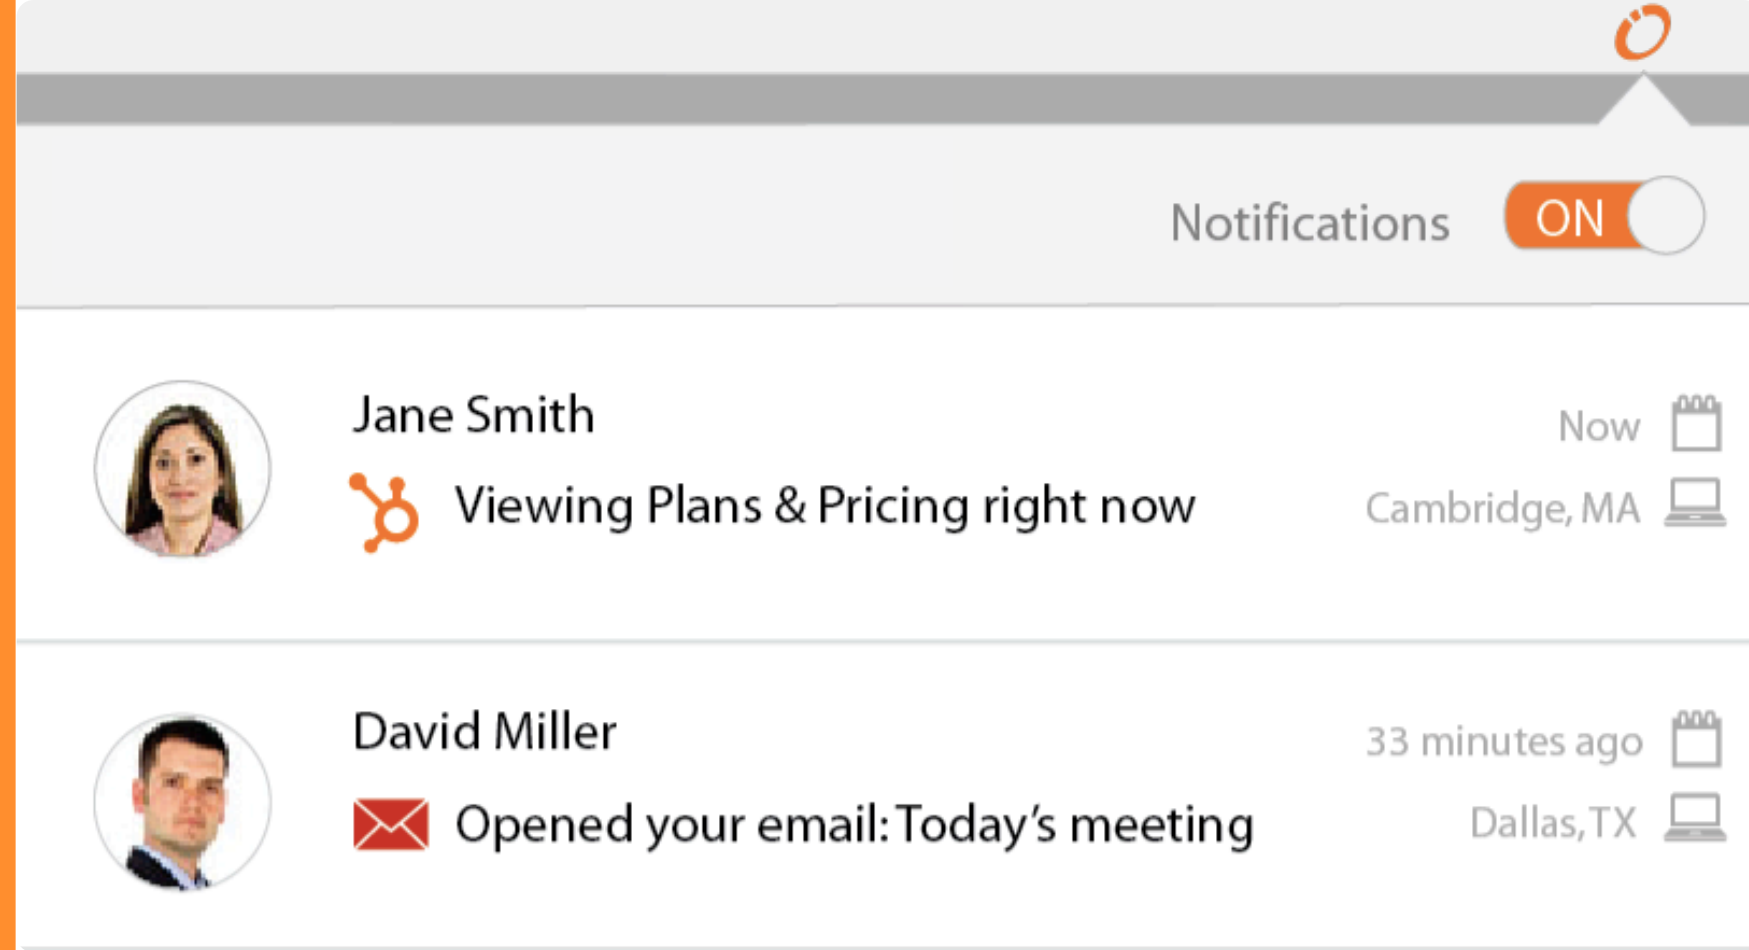 Notifications ON
Jane Smith
Now
Viewing Plans & Pricing right now
Cambridge, MA
David Miller
33 minutes ago
Opened your email: Today’s meeting
Dallas, TX